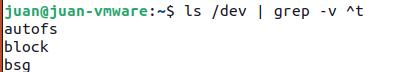 juan@juan-vmware:~$ ls /dev | grep -v ^t
autofs
block
bsg